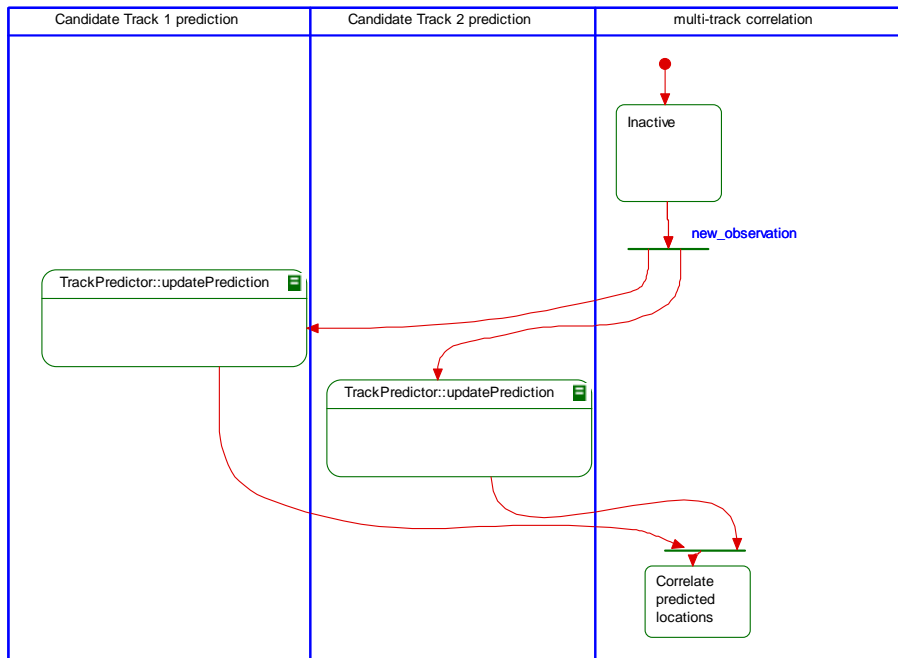 Candidate Track 1 prediction
Candidate Track 2 prediction
multi-track correlation
Inactive
new_observation
TrackPredictor::updatePrediction
TrackPredictor::updatePrediction
Correlate
predicted
locations